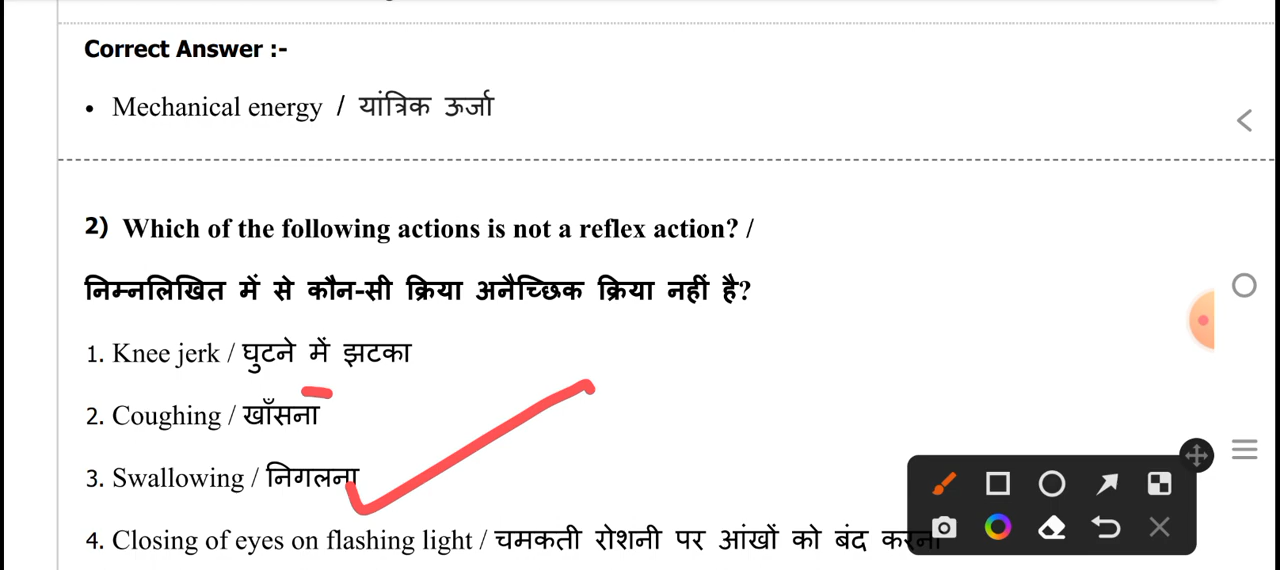 Correct Answer :-
• Mechanical energy / यांत्रिक ऊर्जा
2) Which of the following actions is not a reflex action? /
निम्नलिखित में से कौन-सी क्रिया अनैच्छिक क्रिया नहीं है?
1. Knee jerk / घुटने में झटका
2. Coughing / खाँसना
3. Swallowing / निगलना
4. Closing of eyes on flashing light / चमकती रोशनी पर आंखों को बंद करना